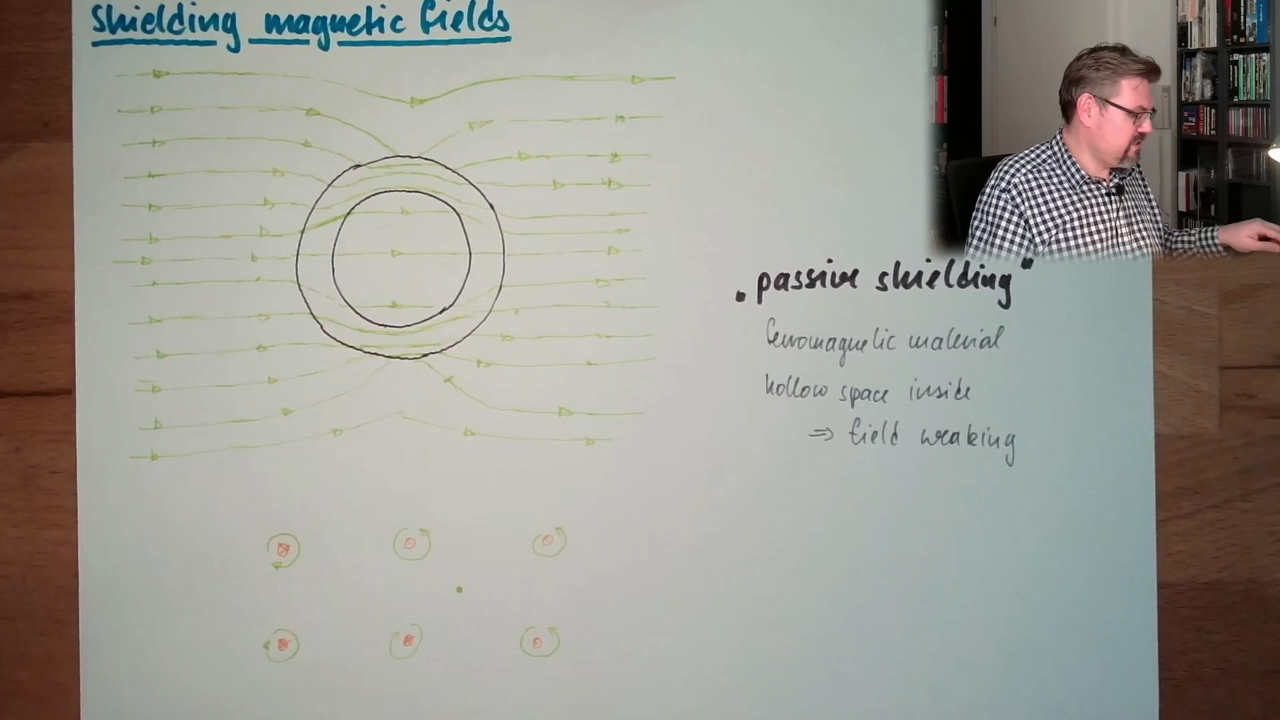 shielding magnetic fields
"passive shielding"
ferromagnetic material
hollow space inside
⇒ field weaking